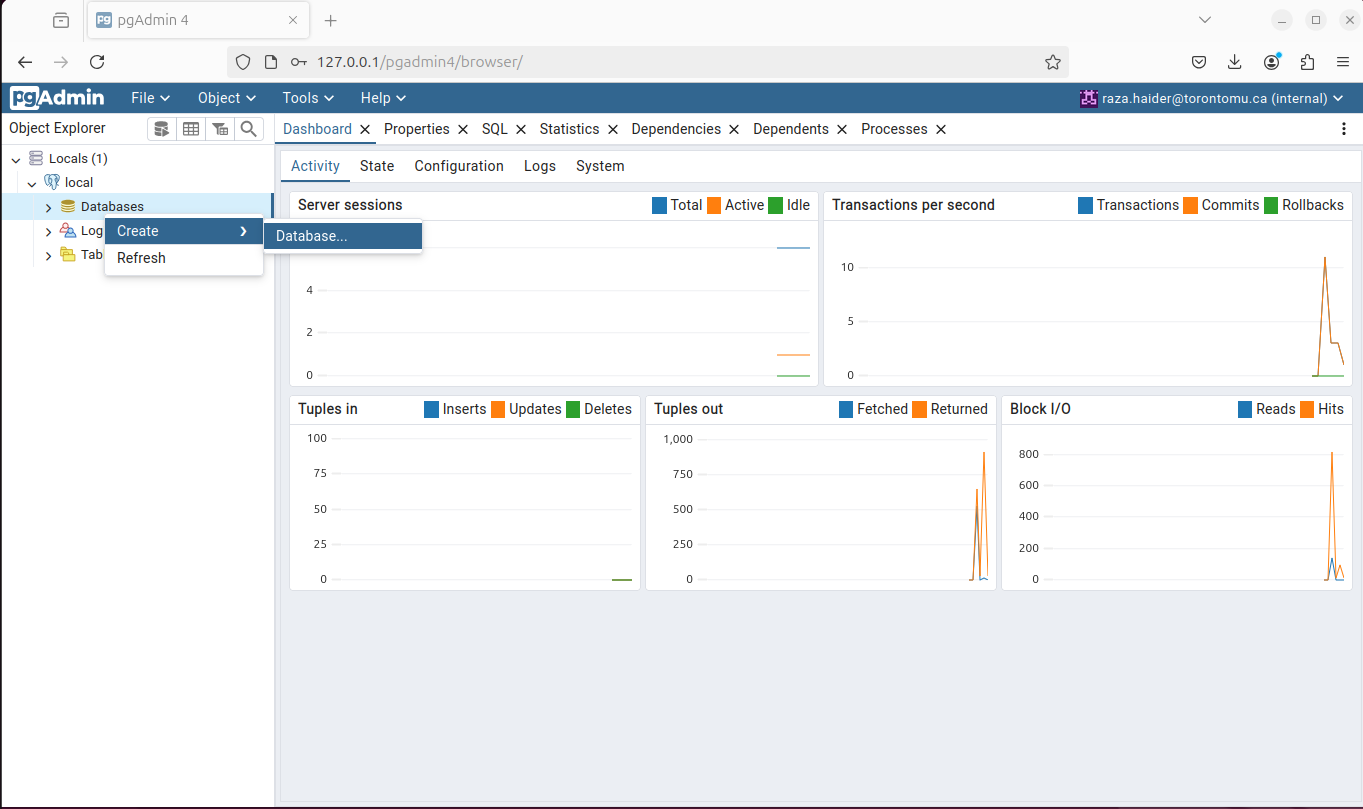 pgAdmin 4
127.0.0.1/pgadmin4/browser/
pgAdmin File Object Tools Help raza.haider@torontomu.ca (internal)
Object Explorer
Dashboard Properties SQL Statistics Dependencies Dependents Processes
Locals (1)
local
Databases
Log
Tab
Create
Refresh
Database...
Activity State Configuration Logs System
Server sessions Total Active Idle
4
2
0
Transactions per second Transactions Commits Rollbacks
10
5
0
Tuples in Inserts Updates Deletes
100
75
50
25
0
Tuples out Fetched Returned
1,000
750
500
250
0
Block I/O Reads Hits
800
600
400
200
0